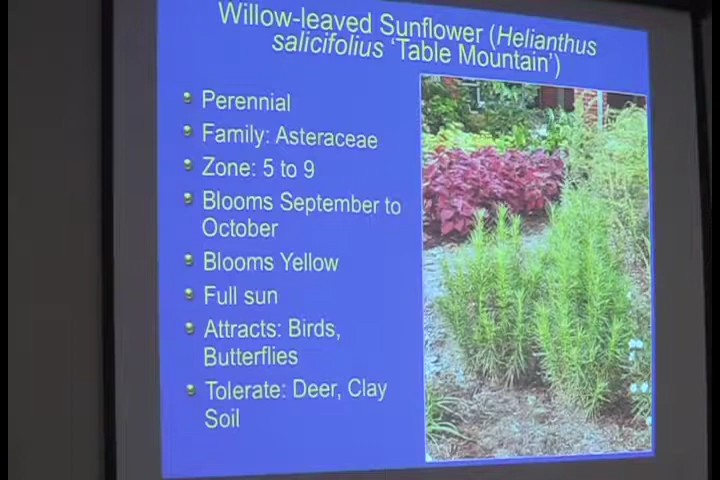 Willow-leaved Sunflower (Helianthus
salicifolius 'Table Mountain')
Perennial
Family: Asteraceae
Zone: 5 to 9
Blooms September to
October
Blooms Yellow
Full sun
Attracts: Birds,
Butterflies
Tolerate: Deer, Clay
Soil